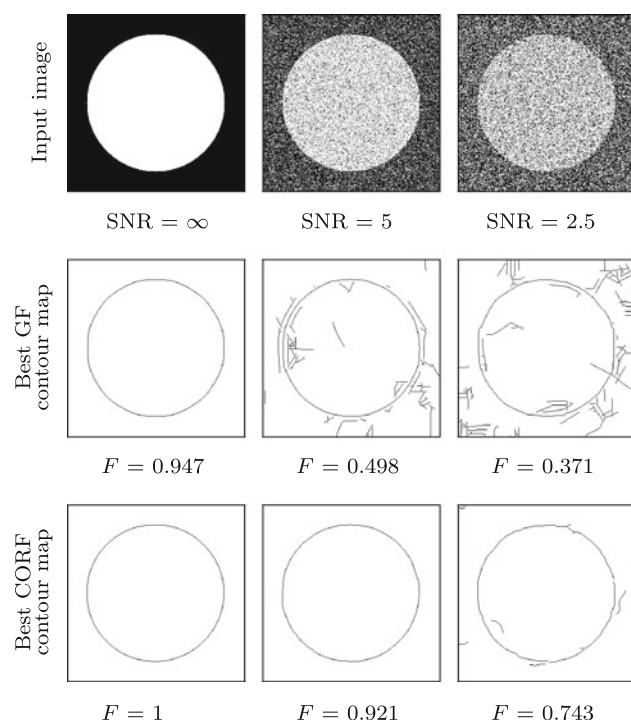 Input image
SNR = ∞
SNR = 5
SNR = 2.5
Best GF
contour map
F = 0.947
F = 0.498
F = 0.371
Best CORF
contour map
F = 1
F = 0.921
F = 0.743